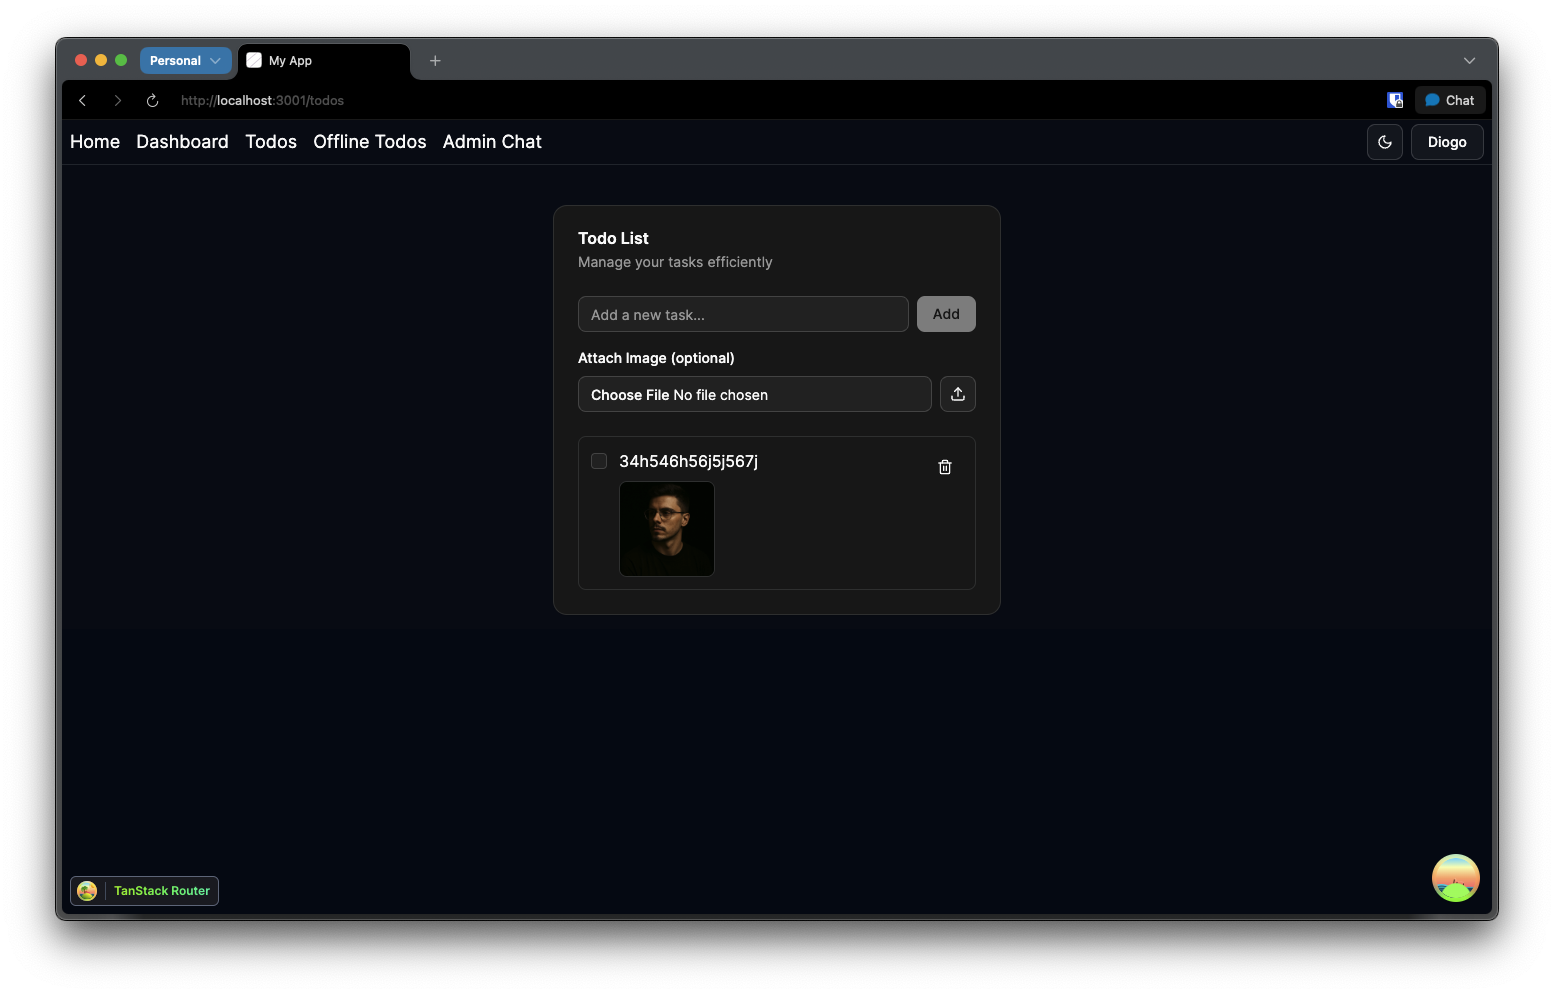 Personal
My App
http://localhost:3001/todos
Chat
Home Dashboard Todos Offline Todos Admin Chat
Diogo
Todo List
Manage your tasks efficiently
Add a new task...
Add
Attach Image (optional)
Choose File No file chosen
34h546h56j5j567j
TanStack Router